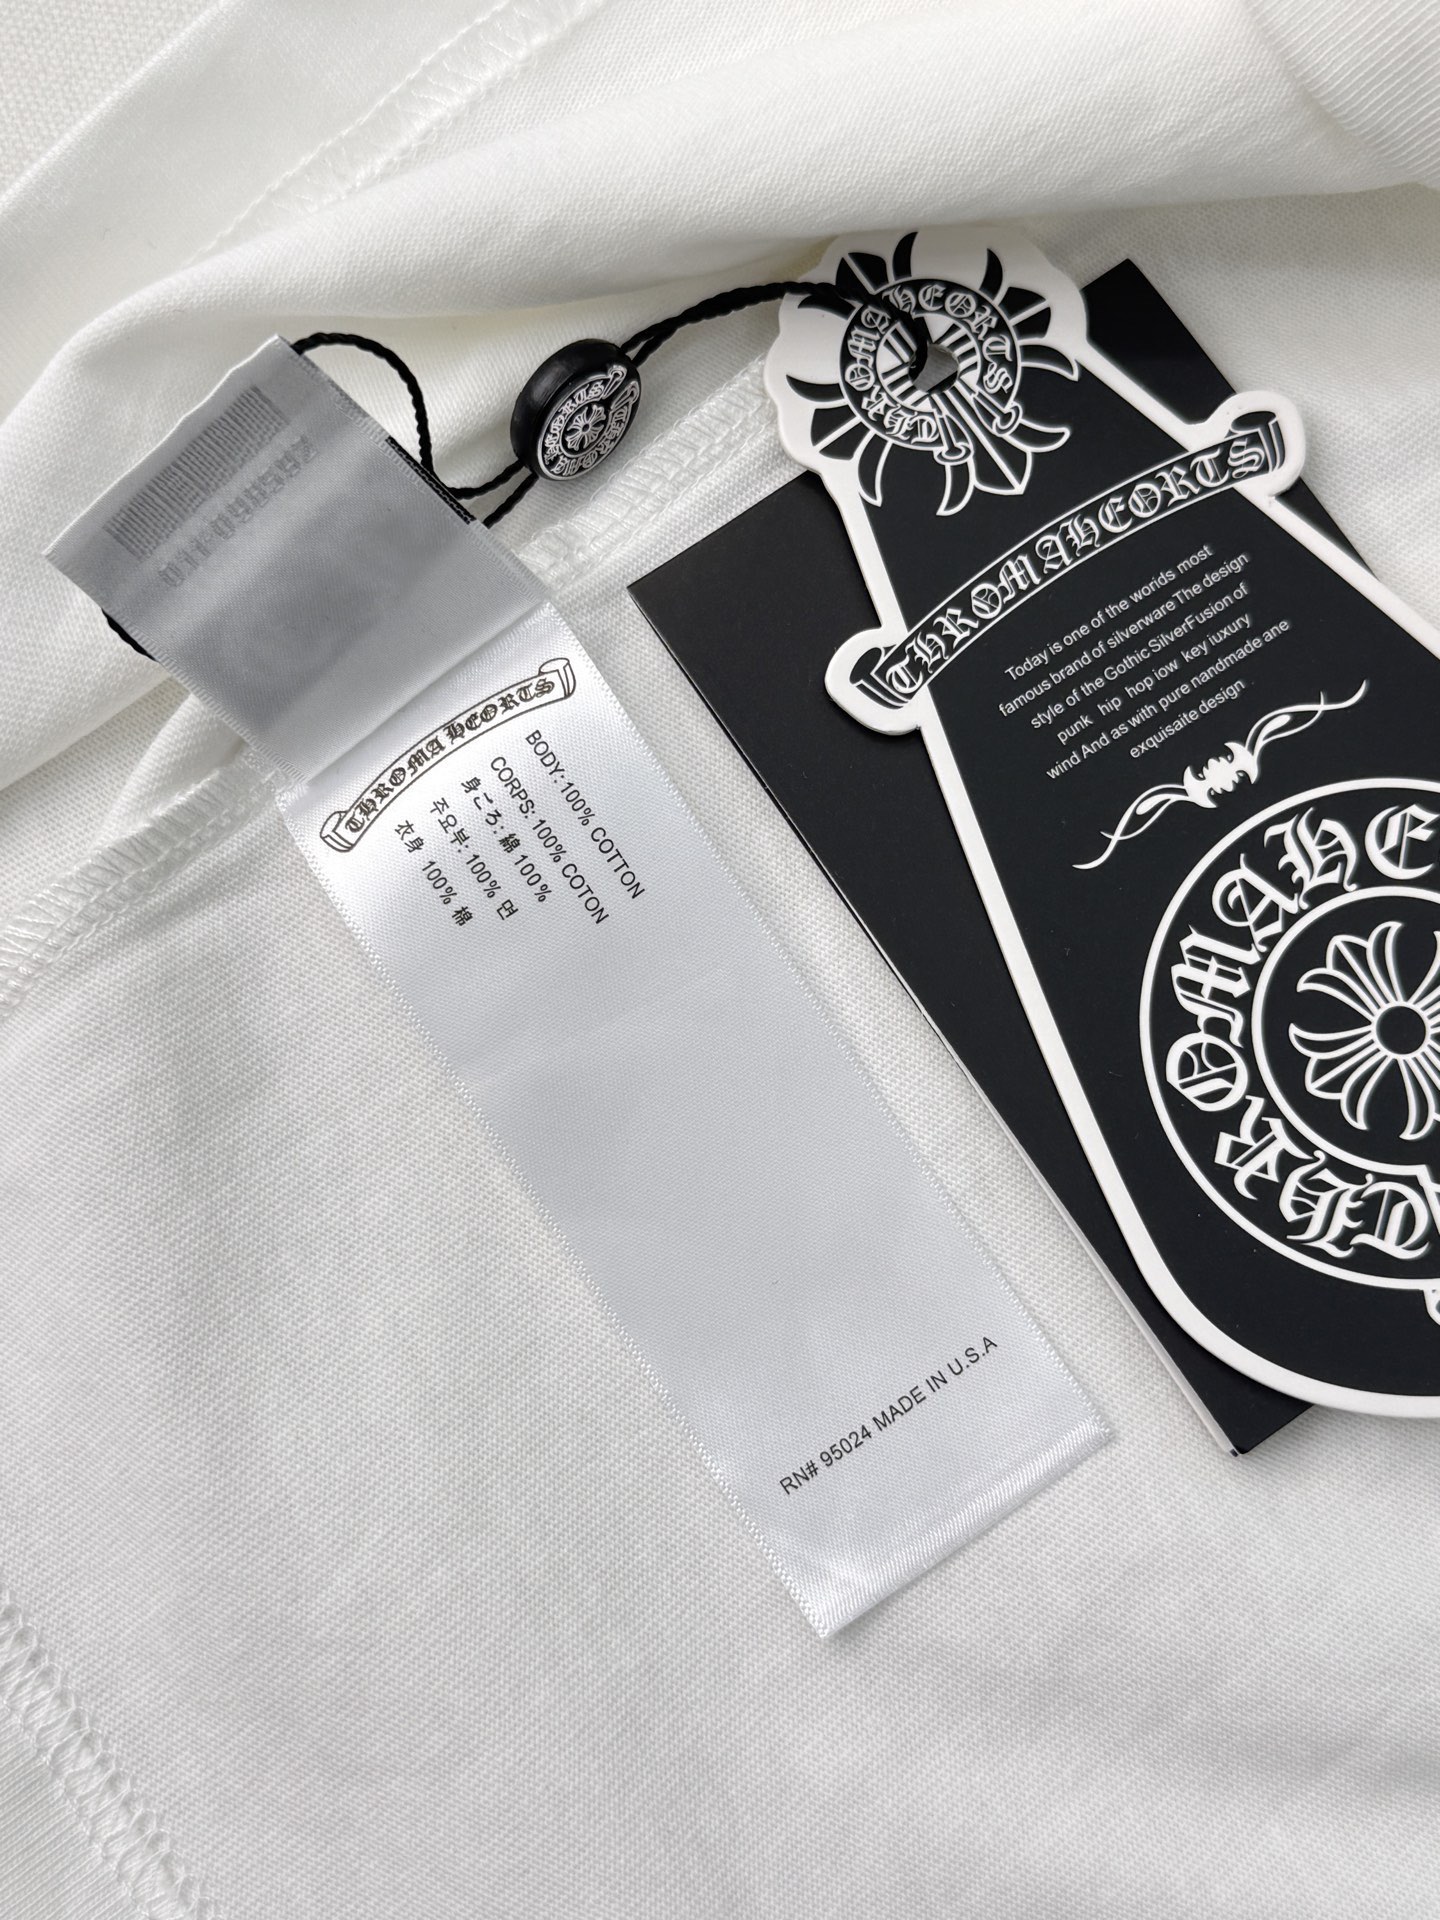 THROMAHEORTS
BODY:100% COTTON
CORPS: 100% COTON
身ごろ: 綿 100%
주요부: 100% 면
衣身 100% 棉
RN# 95024 MADE IN U.S.A
THROMAHEORTS
THROMAHEORTS
Today is one of the worids most
famous brand of silverware The design
style of the Gothic SilverFusion of
punk hip hop iow key iuxury
wind And as with pure nandmade ane
exquisaite design